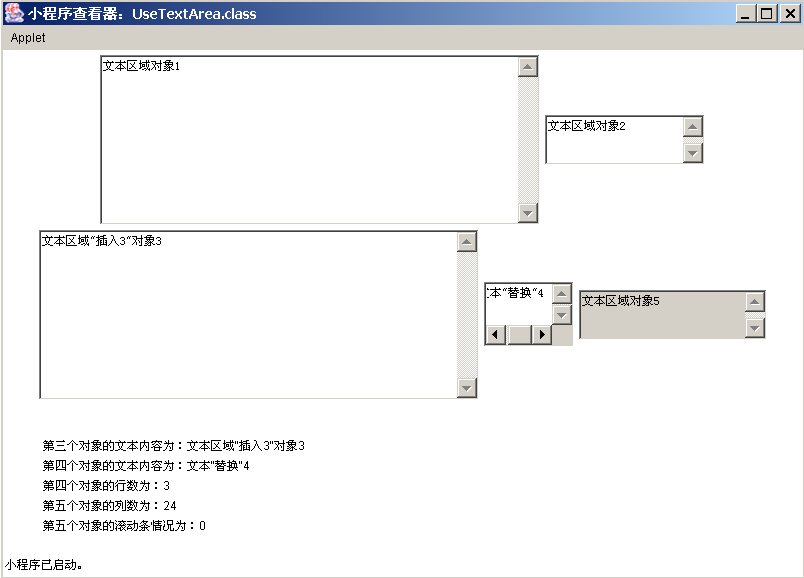 小程序查看器: UseTextArea.class
Applet
文本区域对象1
文本区域对象2
文本区域"插入3"对象3
本"替换"4
文本区域对象5
第三个对象的文本内容为：文本区域"插入3"对象3
第四个对象的文本内容为：文本"替换"4
第四个对象的行数为：3
第五个对象的列数为：24
第五个对象的滚动条情况为：0
小程序已启动。